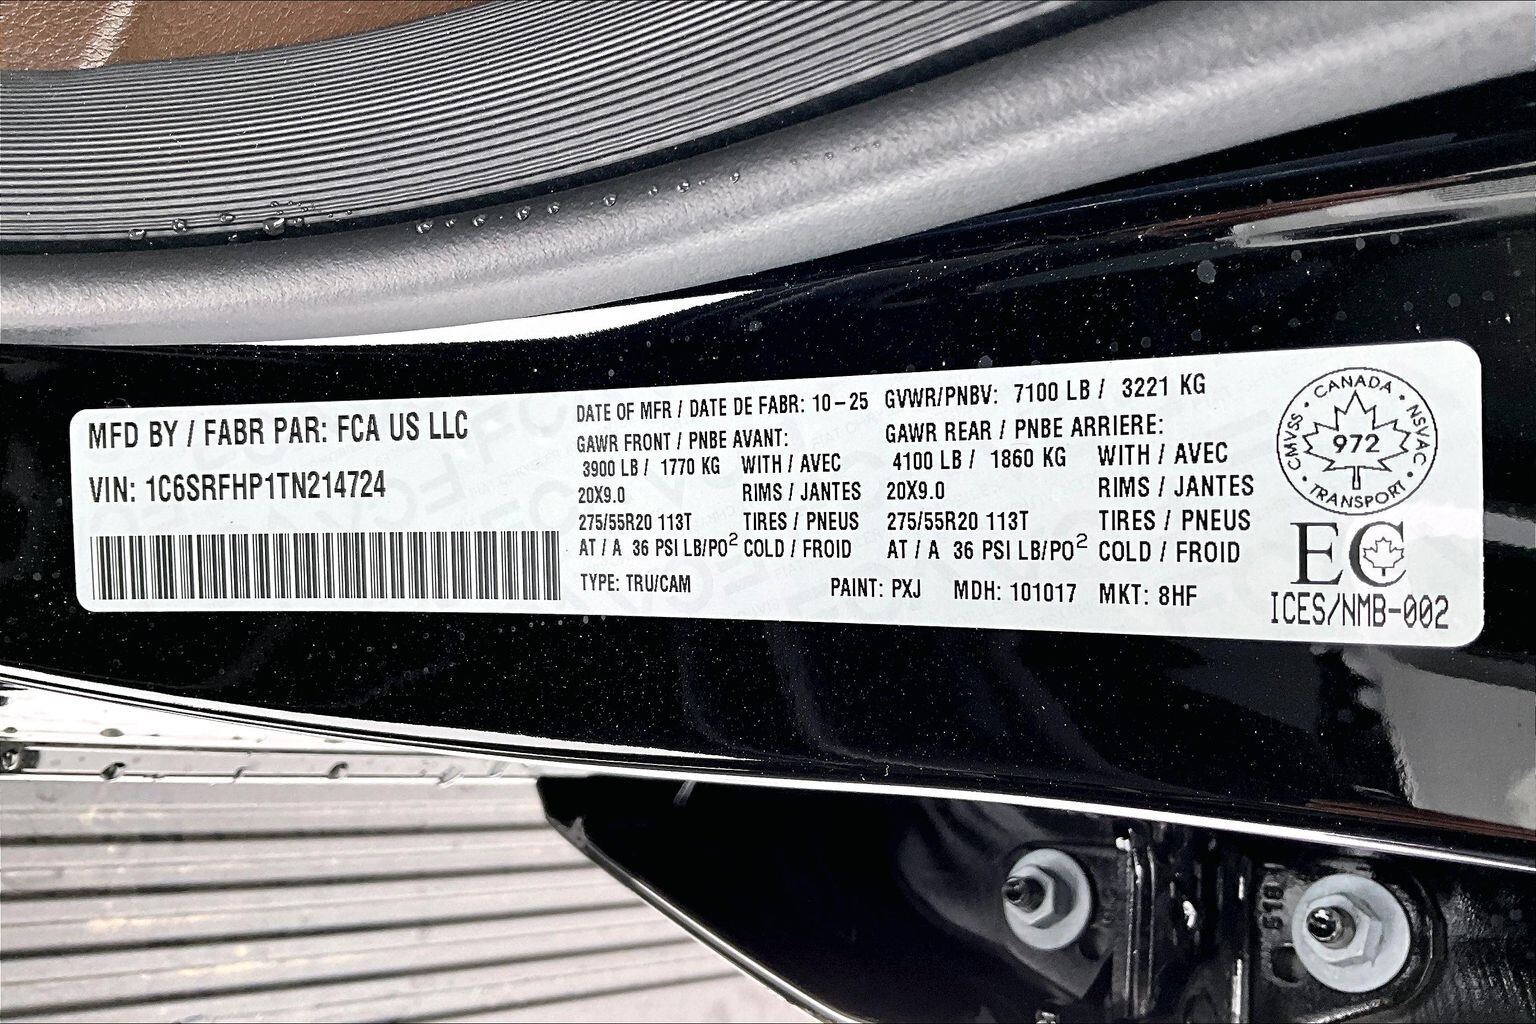 MFD BY / FABR PAR: FCA US LLC
VIN: 1C6SRFHP1TN214724
DATE OF MFR / DATE DE FABR: 10-25
GVWR/PNBV: 7100 LB / 3221 KG
GAWR FRONT / PNBE AVANT:
3900 LB / 1770 KG WITH / AVEC
20X9.0 RIMS / JANTES
275/55R20 113T TIRES / PNEUS
AT / A 36 PSI LB/PO² COLD / FROID
GAWR REAR / PNBE ARRIERE:
4100 LB / 1860 KG WITH / AVEC
20X9.0 RIMS / JANTES
275/55R20 113T TIRES / PNEUS
AT / A 36 PSI LB/PO² COLD / FROID
TYPE: TRU/CAM PAINT: PXJ MDH: 101017 MKT: 8HF
CANADA
CMVSS • NSVAC
972
TRANSPORT
EC
ICES/NMB-002